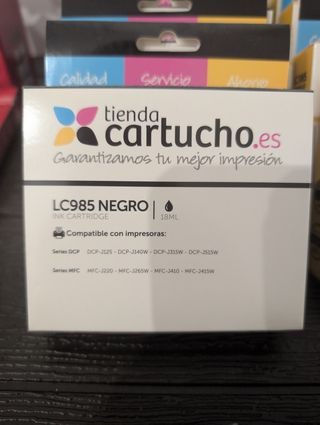 Calidad Servicio Ahorro
tienda
cartucho.es
Garantizamos tu mejor impresión
LC985 NEGRO
INK CARTRIDGE
18ML
Compatible con impresoras:
Series DCP DCP-J125 - DCP-J140W - DCP-J315W - DCP-J515W
Series MFC MFC-J220 - MFC-J265W - MFC-J410 - MFC-J415W